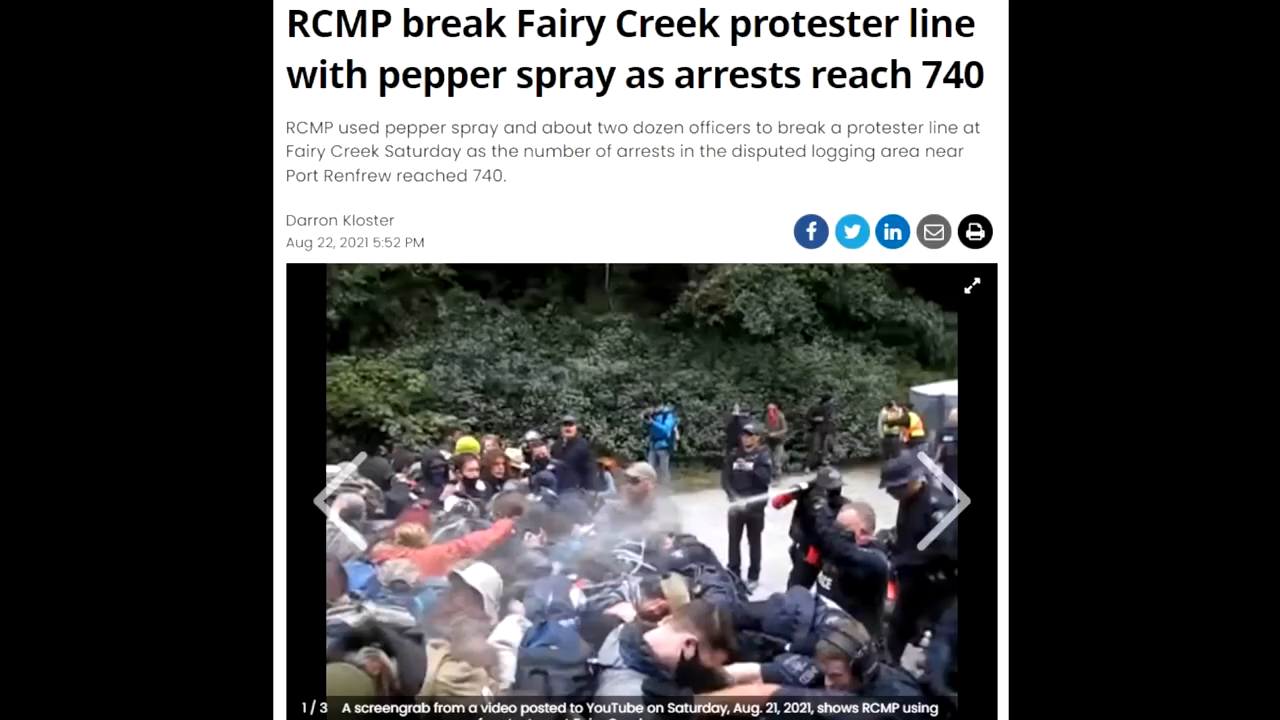 RCMP break Fairy Creek protester line
with pepper spray as arrests reach 740
RCMP used pepper spray and about two dozen officers to break a protester line at
Fairy Creek Saturday as the number of arrests in the disputed logging area near
Port Renfrew reached 740.
Darron Kloster
Aug 22, 2021 5:52 PM
1 / 3 A screengrab from a video posted to YouTube on Saturday, Aug. 21, 2021, shows RCMP using